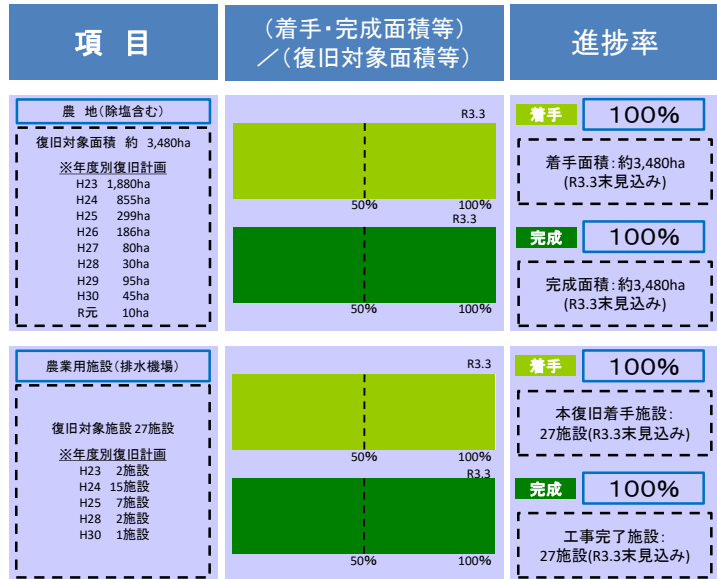 項 目
(着手・完成面積等)
／(復旧対象面積等)
進捗率
農 地(除塩含む)
復旧対象面積 約 3,480ha
※年度別復旧計画
H23 1,880ha
H24 855ha
H25 299ha
H26 186ha
H27 80ha
H28 30ha
H29 95ha
H30 45ha
R元 10ha
R3.3
50% 100%
R3.3
50% 100%
着手 100%
着手面積：約3,480ha
(R3.3末見込み)
完成 100%
完成面積：約3,480ha
(R3.3末見込み)
農業用施設(排水機場)
復旧対象施設27施設
※年度別復旧計画
H23 2施設
H24 15施設
H25 7施設
H28 2施設
H30 1施設
R3.3
50% 100%
R3.3
50% 100%
着手 100%
本復旧着手施設：
27施設(R3.3末見込み)
完成 100%
工事完了施設：
27施設(R3.3末見込み)